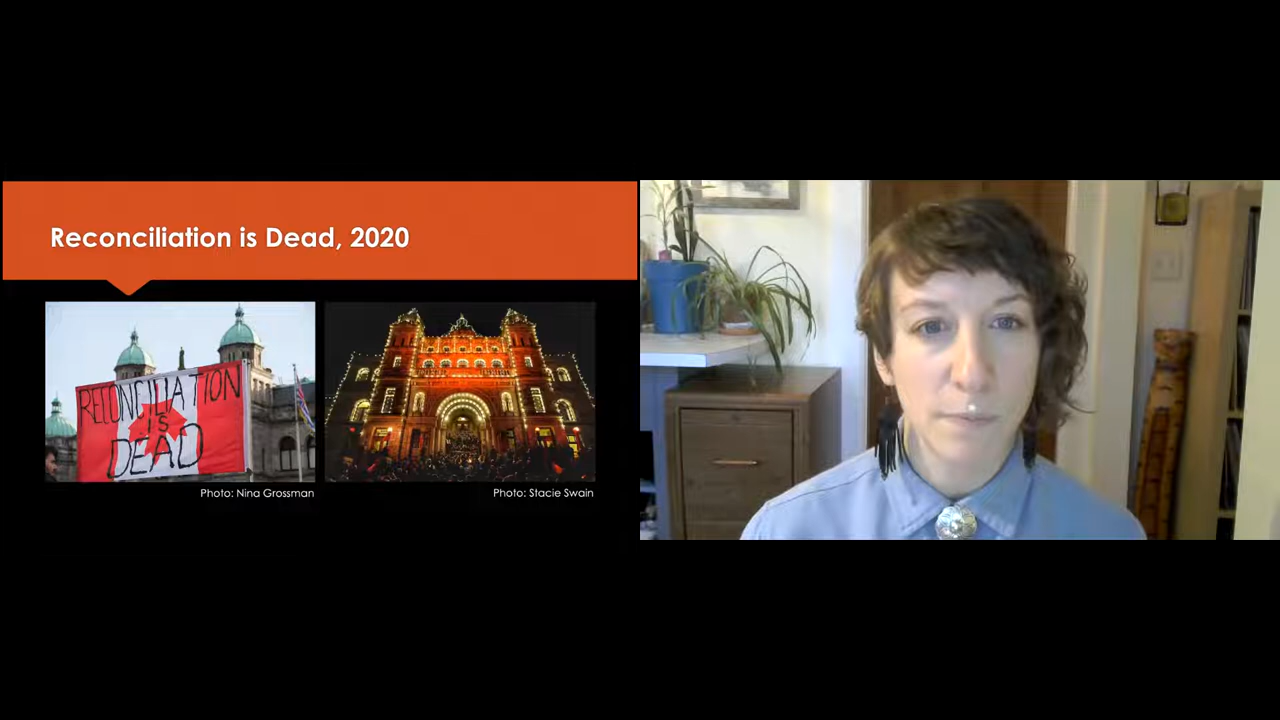 Reconciliation is Dead, 2020
RECONCILIATION
IS
DEAD
Photo: Nina Grossman
Photo: Stacie Swain